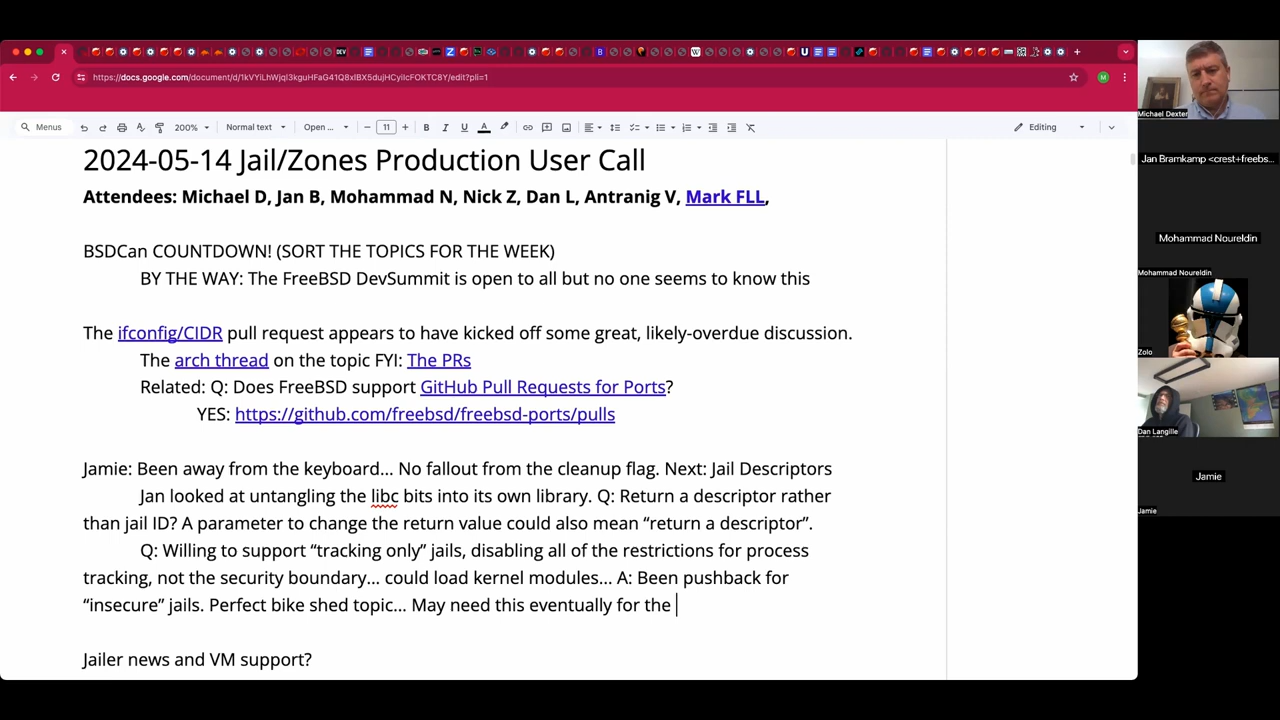 https://docs.google.com/document/d/1kVYiLhWjqI3kguHFaG41Q8xlBX5dujHCyiIcFOKTC8Y/edit?pli=1
Menus
200%
Normal text
Open ...
11
Editing
2024-05-14 Jail/Zones Production User Call
Attendees: Michael D, Jan B, Mohammad N, Nick Z, Dan L, Antranig V, Mark FLL,
BSDCan COUNTDOWN! (SORT THE TOPICS FOR THE WEEK)
BY THE WAY: The FreeBSD DevSummit is open to all but no one seems to know this
The ifconfig/CIDR pull request appears to have kicked off some great, likely-overdue discussion.
The arch thread on the topic FYI: The PRs
Related: Q: Does FreeBSD support GitHub Pull Requests for Ports?
YES: https://github.com/freebsd/freebsd-ports/pulls
Jamie: Been away from the keyboard... No fallout from the cleanup flag. Next: Jail Descriptors
Jan looked at untangling the libc bits into its own library. Q: Return a descriptor rather
than jail ID? A parameter to change the return value could also mean “return a descriptor”.
Q: Willing to support “tracking only” jails, disabling all of the restrictions for process
tracking, not the security boundary... could load kernel modules... A: Been pushback for
“insecure” jails. Perfect bike shed topic... May need this eventually for the
Jailer news and VM support?
Michael Dexter
Jan Bramkamp <crest+freebs...
Mohammad Noureldin
Mohammad Noureldin
Zolo
Dan Langille
Jamie
Jamie